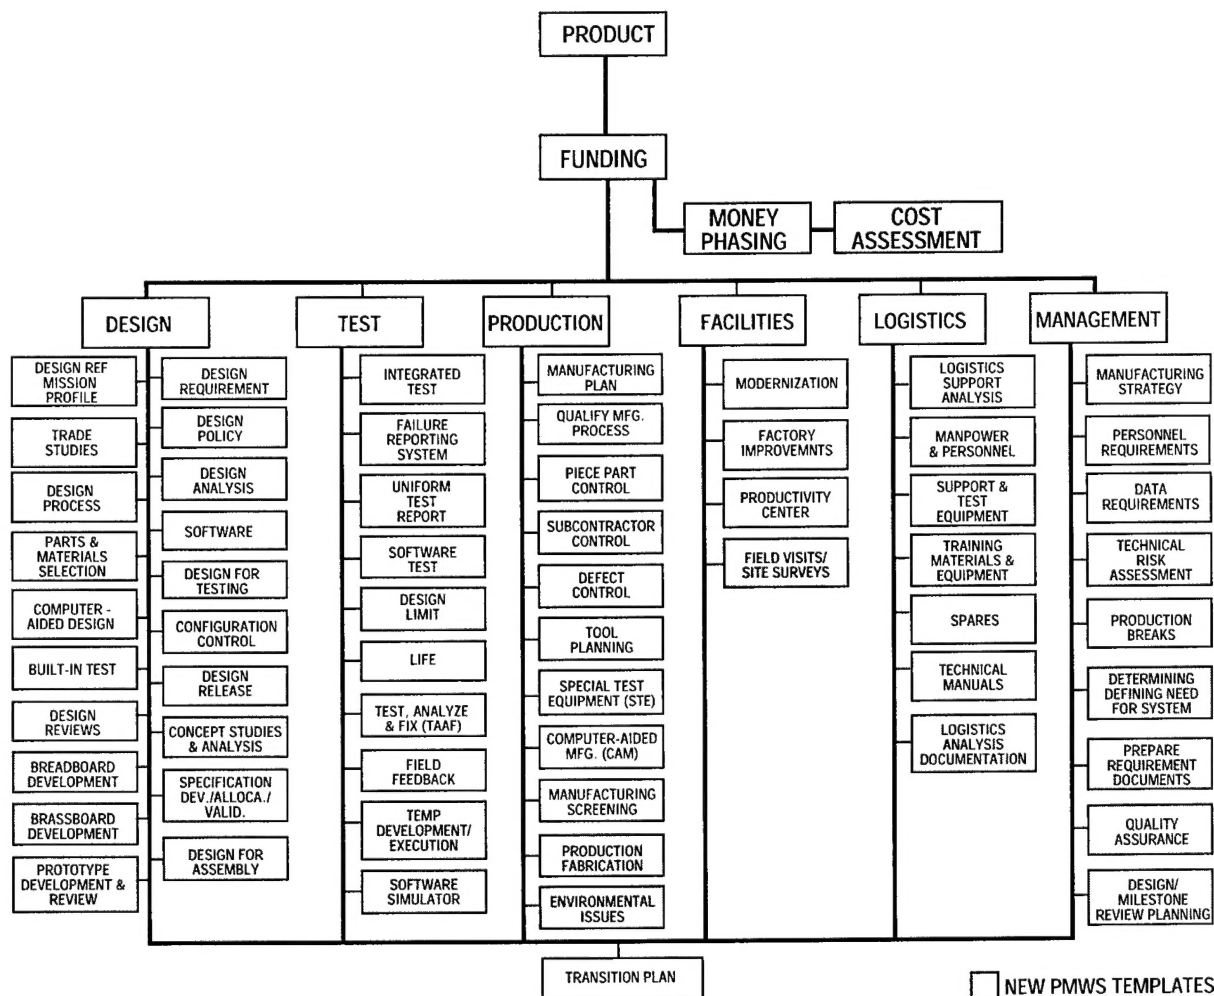 PRODUCT
FUNDING
MONEY
PHASING
COST
ASSESSMENT
DESIGN
TEST
PRODUCTION
FACILITIES
LOGISTICS
MANAGEMENT
DESIGN REF
MISSION
PROFILE
TRADE
STUDIES
DESIGN
PROCESS
PARTS &
MATERIALS
SELECTION
COMPUTER -
AIDED DESIGN
BUILT-IN TEST
DESIGN
REVIEWS
BREADBOARD
DEVELOPMENT
BRASSBOARD
DEVELOPMENT
PROTOTYPE
DEVELOPMENT &
REVIEW
DESIGN
REQUIREMENT
DESIGN
POLICY
DESIGN
ANALYSIS
SOFTWARE
DESIGN FOR
TESTING
CONFIGURATION
CONTROL
DESIGN
RELEASE
CONCEPT STUDIES
& ANALYSIS
SPECIFICATION
DEV./ALLOCA./
VALID.
DESIGN FOR
ASSEMBLY
INTEGRATED
TEST
FAILURE
REPORTING
SYSTEM
UNIFORM
TEST
REPORT
SOFTWARE
TEST
DESIGN
LIMIT
LIFE
TEST, ANALYZE
& FIX (TAAF)
FIELD
FEEDBACK
TEMP
DEVELOPMENT/
EXECUTION
SOFTWARE
SIMULATOR
MANUFACTURING
PLAN
QUALIFY MFG.
PROCESS
PIECE PART
CONTROL
SUBCONTRACTOR
CONTROL
DEFECT
CONTROL
TOOL
PLANNING
SPECIAL TEST
EQUIPMENT (STE)
COMPUTER-AIDED
MFG. (CAM)
MANUFACTURING
SCREENING
PRODUCTION
FABRICATION
ENVIRONMENTAL
ISSUES
MODERNIZATION
FACTORY
IMPROVEMNTS
PRODUCTIVITY
CENTER
FIELD VISITS/
SITE SURVEYS
LOGISTICS
SUPPORT
ANALYSIS
MANPOWER
& PERSONNEL
SUPPORT &
TEST
EQUIPMENT
TRAINING
MATERIALS &
EQUIPMENT
SPARES
TECHNICAL
MANUALS
LOGISTICS
ANALYSIS
DOCUMENTATION
MANUFACTURING
STRATEGY
PERSONNEL
REQUIREMENTS
DATA
REQUIREMENTS
TECHNICAL
RISK
ASSESSMENT
PRODUCTION
BREAKS
DETERMINING
DEFINING NEED
FOR SYSTEM
PREPARE
REQUIREMENT
DOCUMENTS
QUALITY
ASSURANCE
DESIGN/
MILESTONE
REVIEW PLANNING
TRANSITION PLAN
NEW PMWS TEMPLATES